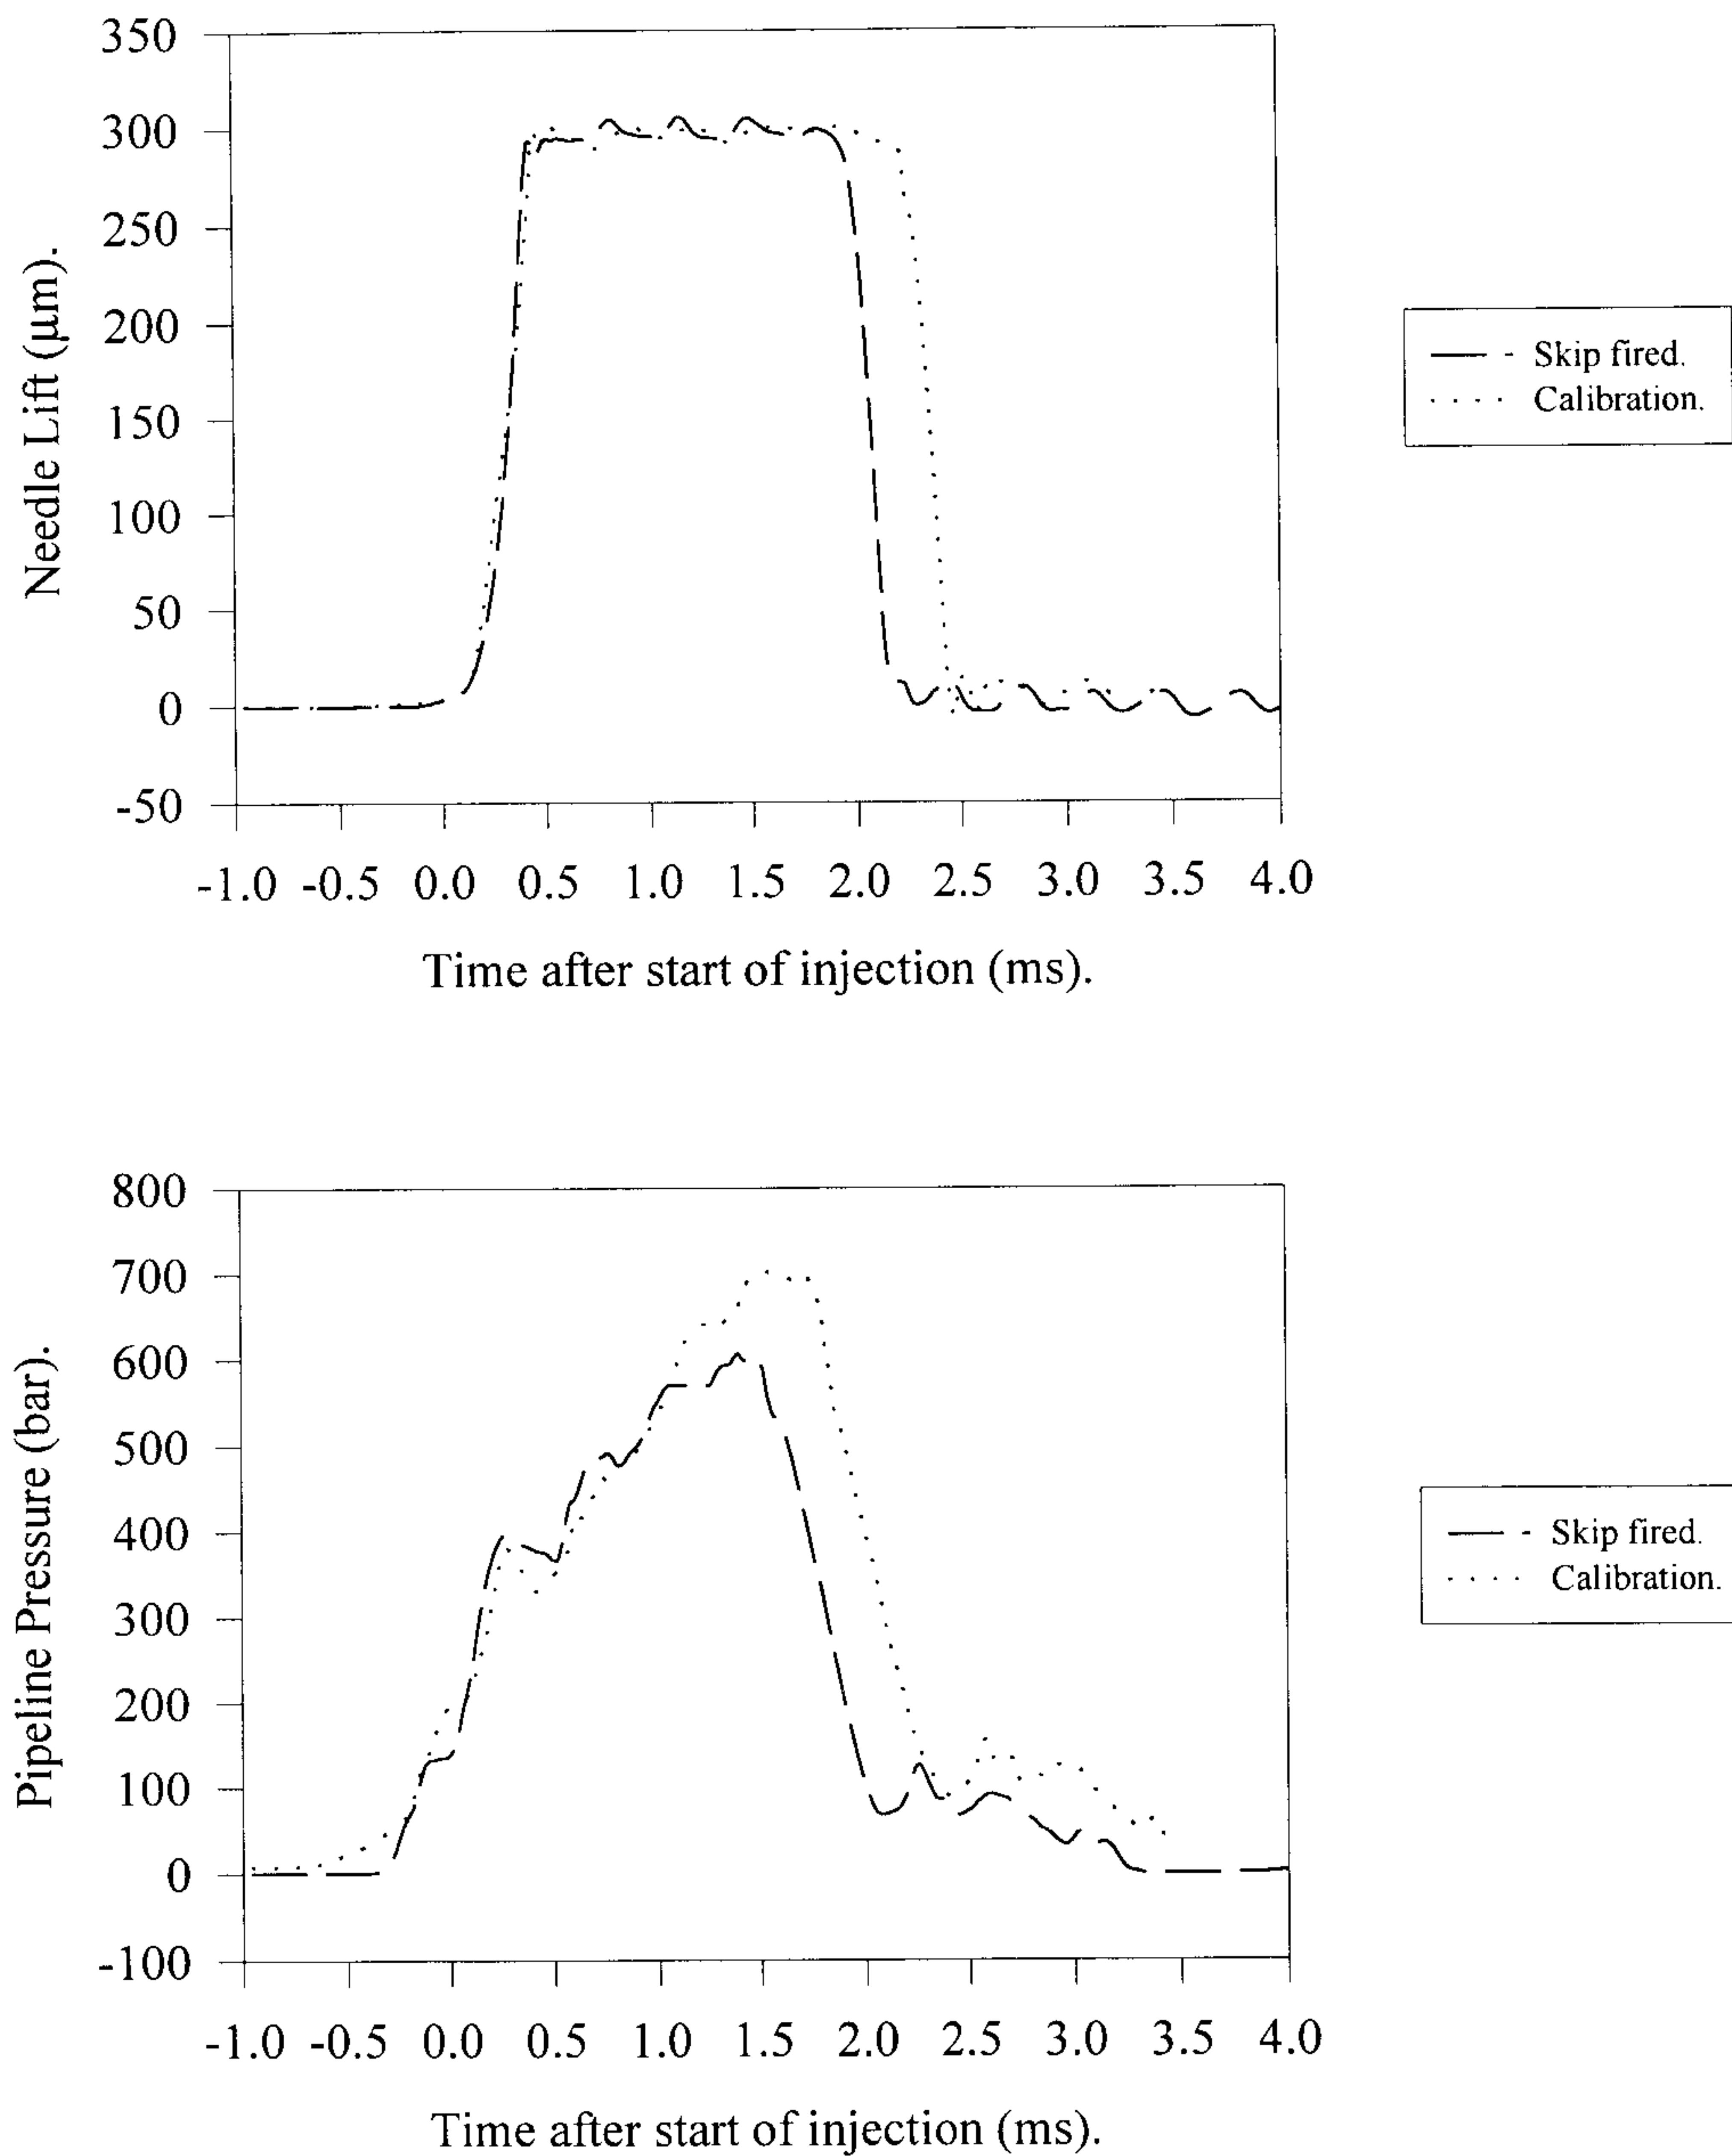 350
300
250
200
150
100
50
0
-50
Needle Lift (µm).
-1.0 -0.5 0.0 0.5 1.0 1.5 2.0 2.5 3.0 3.5 4.0
Time after start of injection (ms).
Skip fired.
Calibration.
800
700
600
500
400
300
200
100
0
-100
Pipeline Pressure (bar).
-1.0 -0.5 0.0 0.5 1.0 1.5 2.0 2.5 3.0 3.5 4.0
Time after start of injection (ms).
Skip fired.
Calibration.